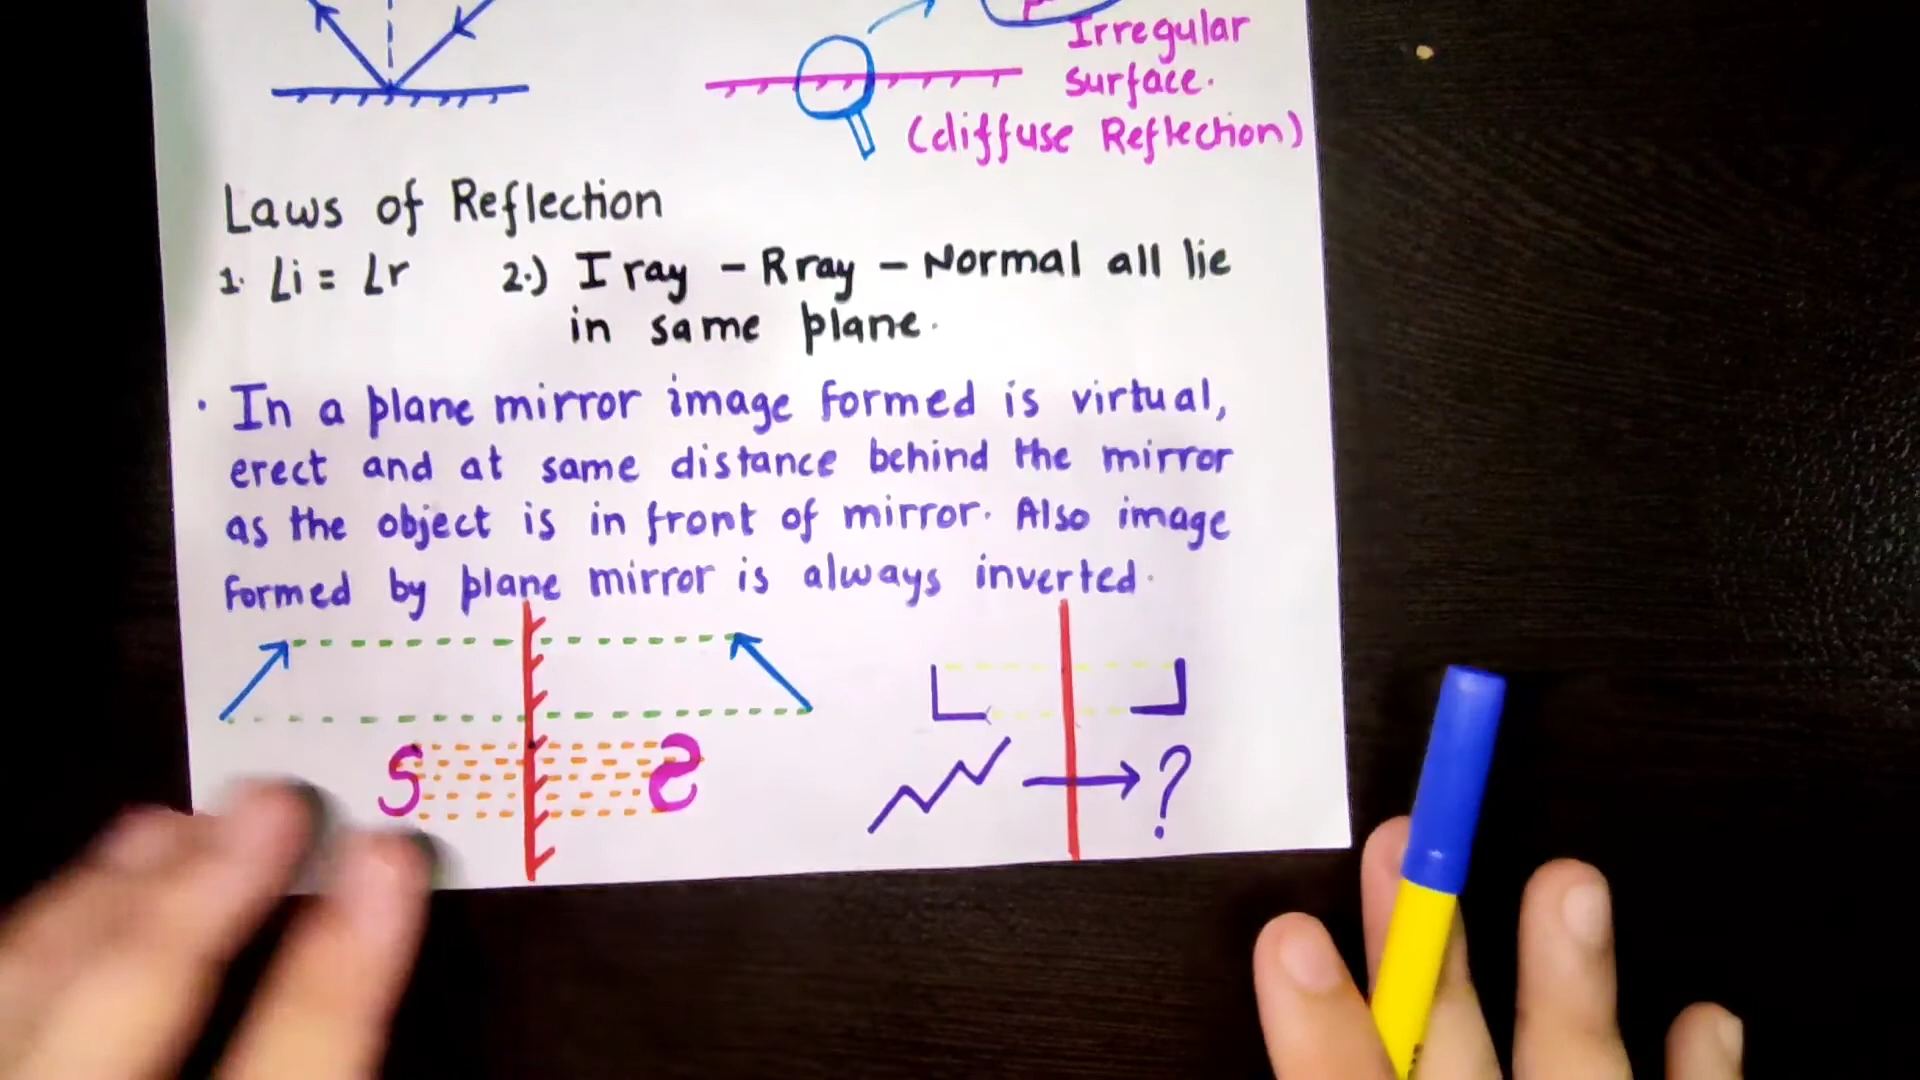 Irregular
surface.
(diffuse Reflection)
Laws of Reflection
1. ∠i = ∠r 2.) I ray - R ray - Normal all lie
in same plane.
• In a plane mirror image formed is virtual,
erect and at same distance behind the mirror
as the object is in front of mirror. Also image
formed by plane mirror is always inverted.
?